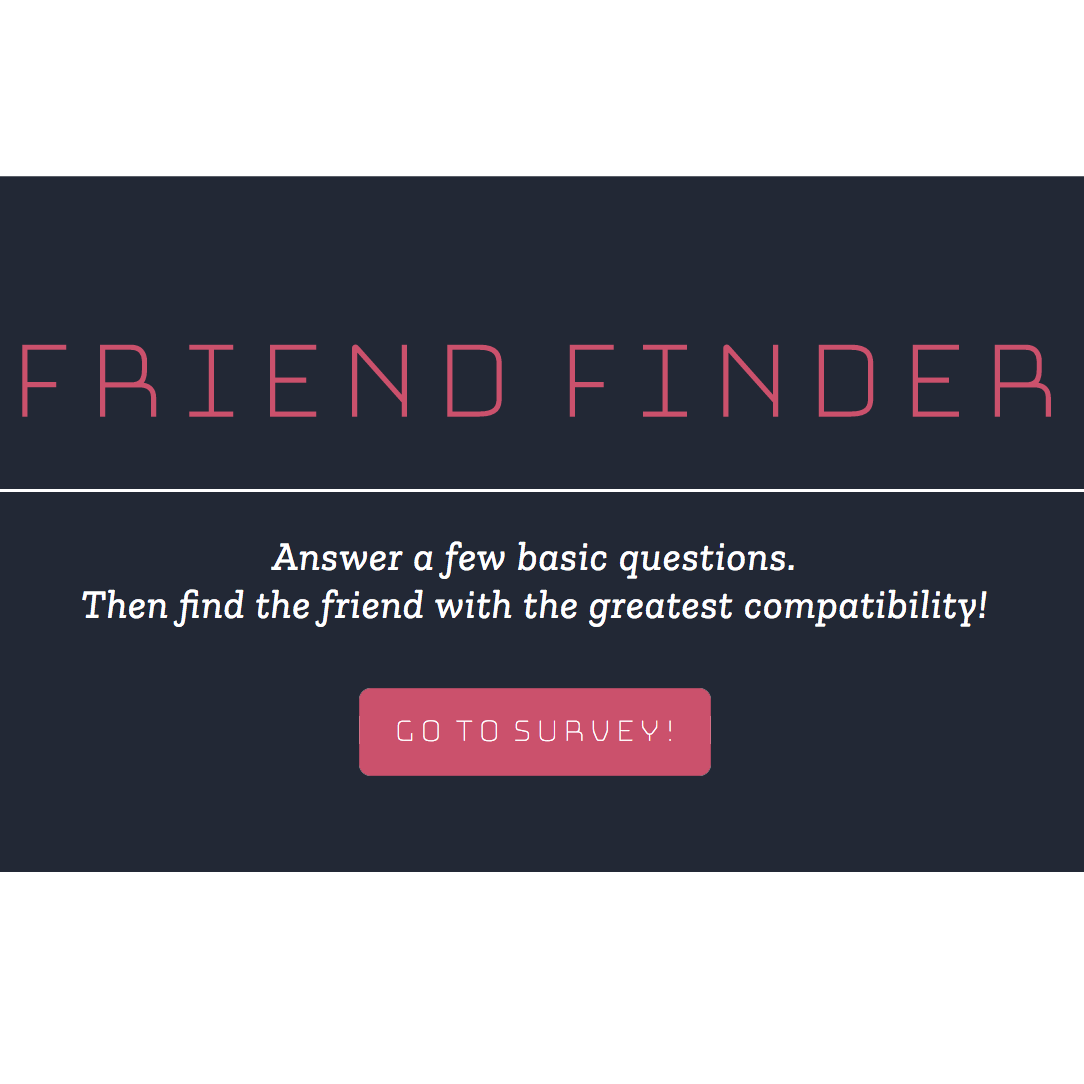 FRIEND FINDER
Answer a few basic questions.
Then find the friend with the greatest compatibility!
GO TO SURVEY!